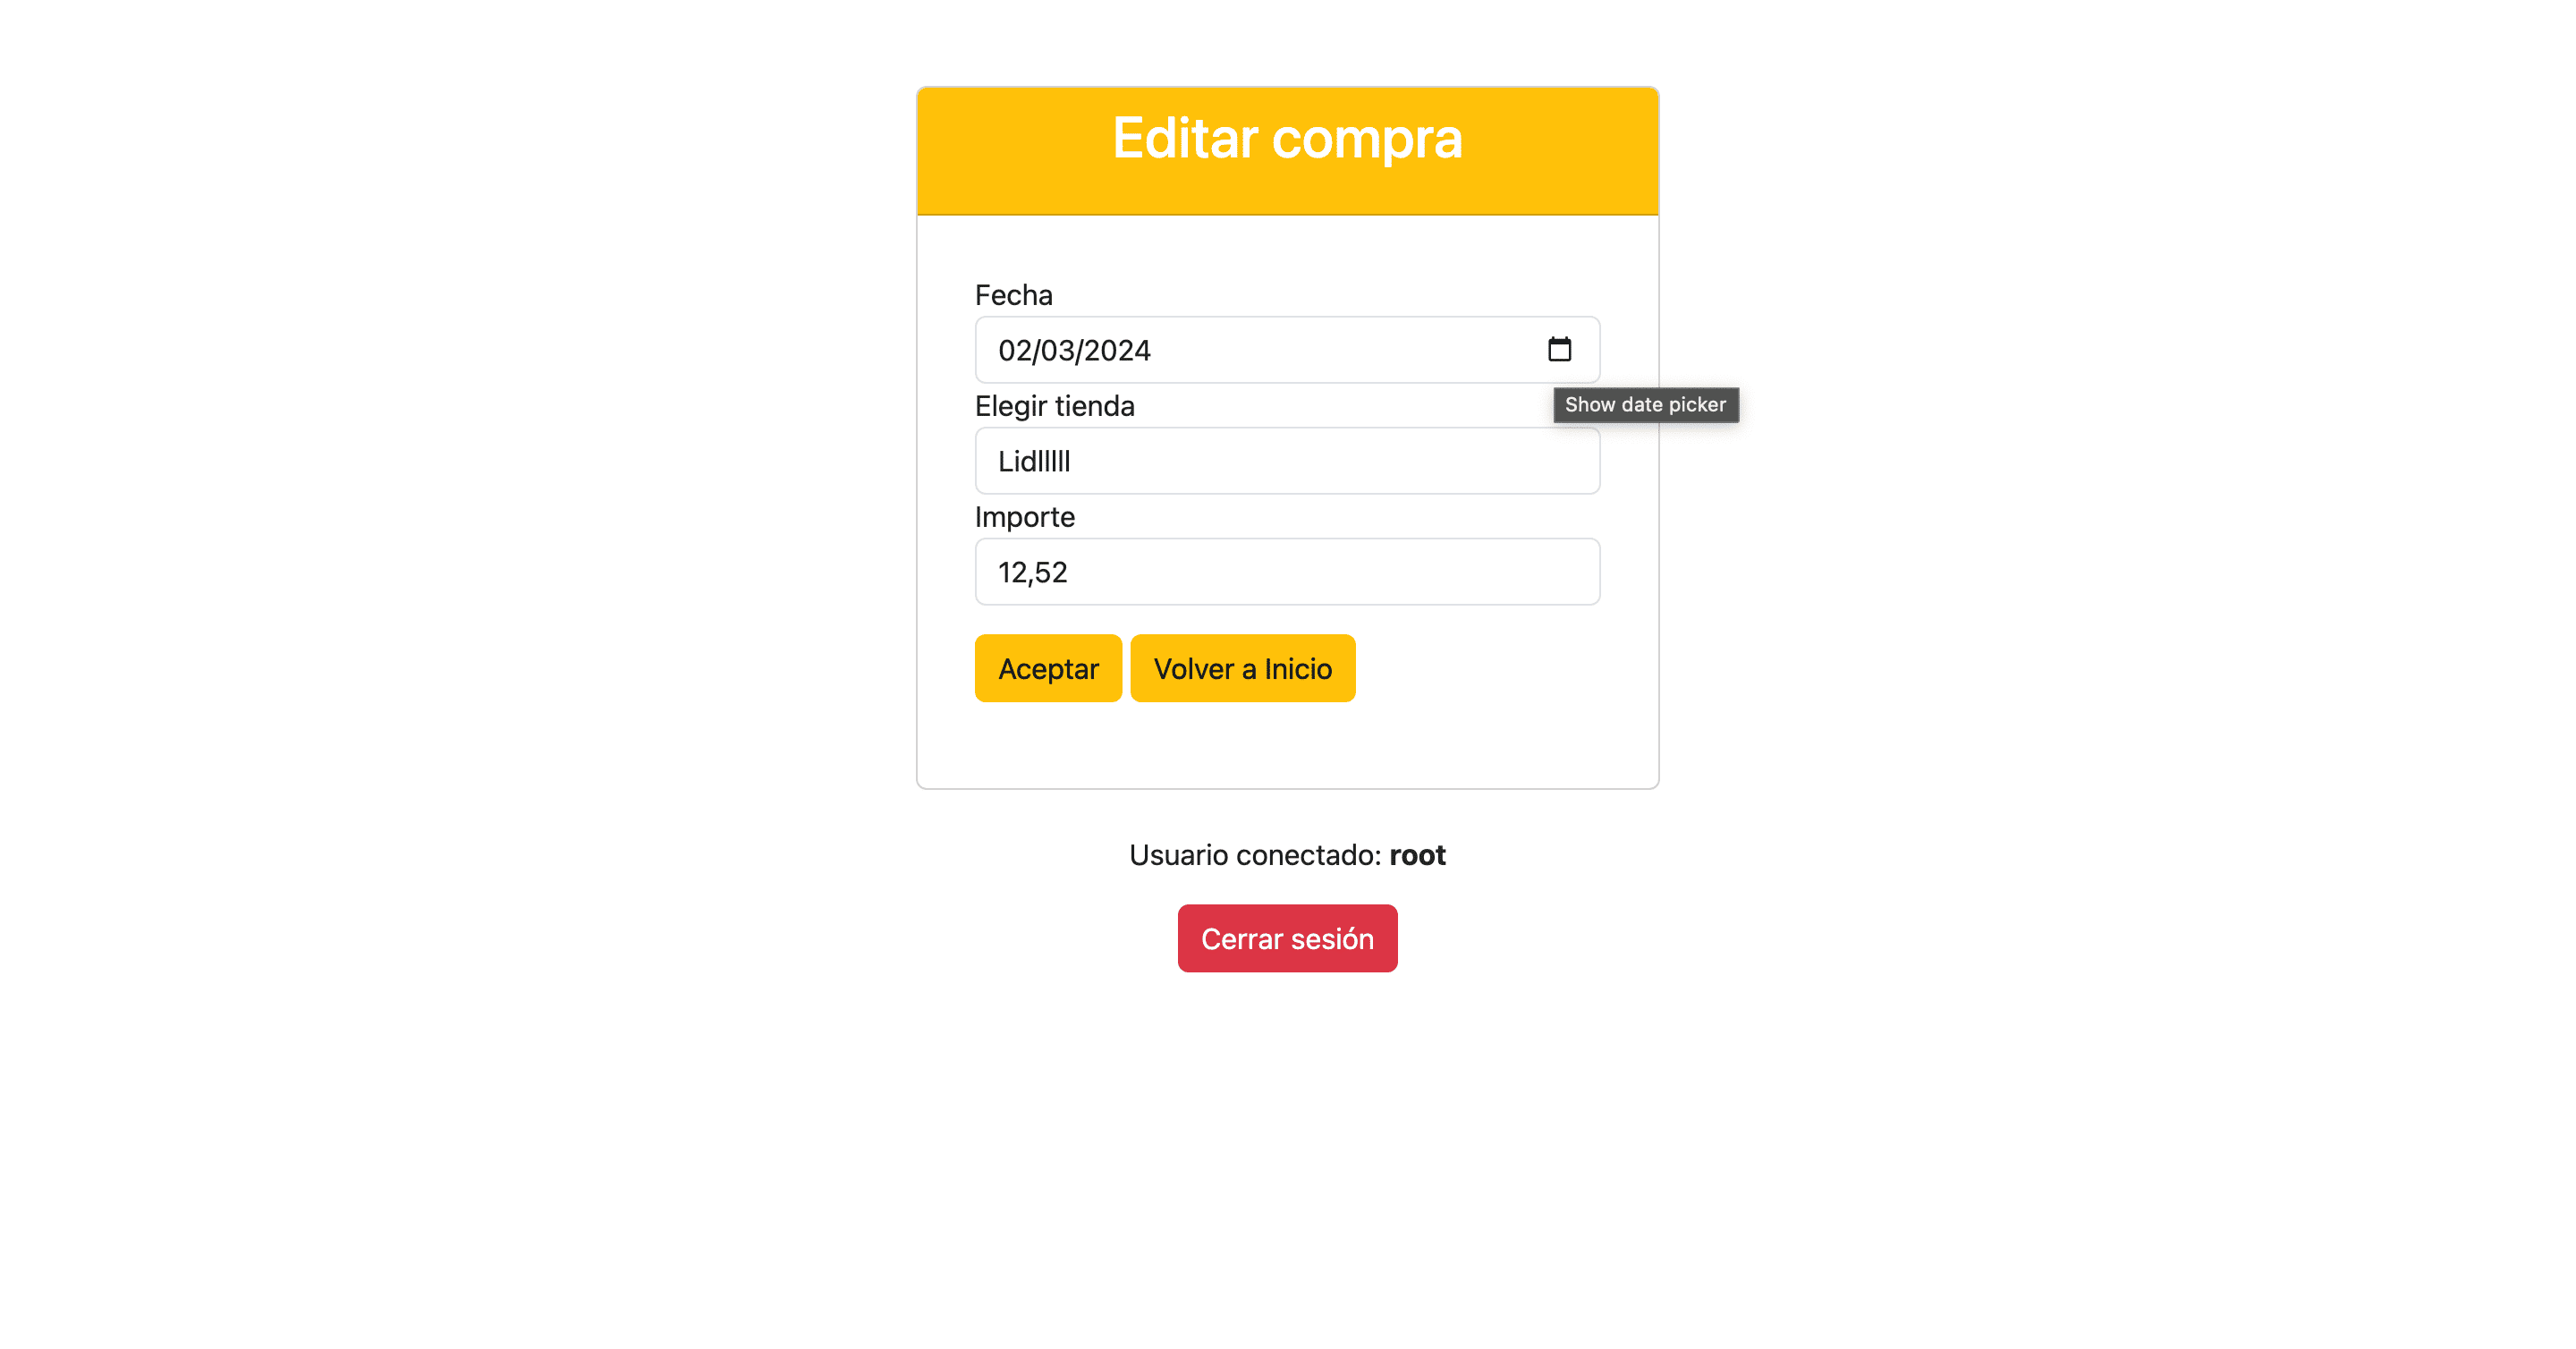 Editar compra
Fecha
02/03/2024
Show date picker
Elegir tienda
Lidlllll
Importe
12,52
Aceptar Volver a Inicio
Usuario conectado: root
Cerrar sesión